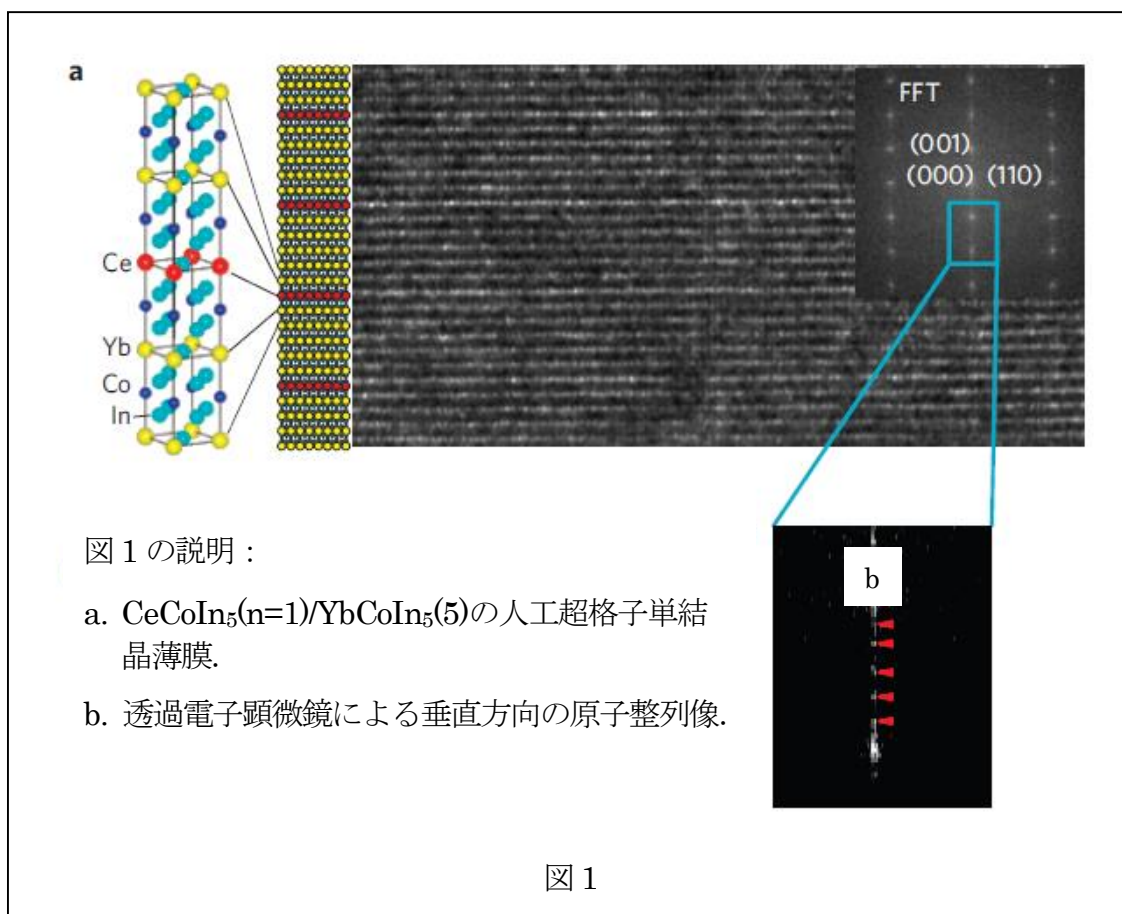 a
FFT
(001)
(000) (110)
Ce
Yb
Co
In
図 1 の説明 :
a. CeCoIn₅(n=1)/YbCoIn₅(5)の人工超格子単結
晶薄膜.
b. 透過電子顕微鏡による垂直方向の原子整列像.
b
図 1